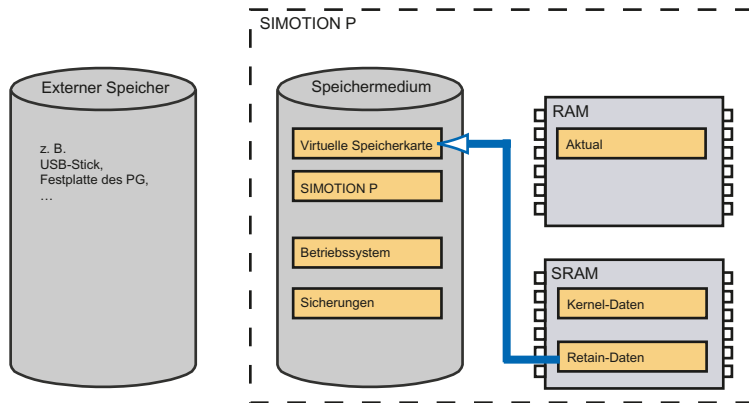 SIMOTION P
Externer Speicher
z. B.
USB-Stick,
Festplatte des PG,
…
Speichermedium
Virtuelle Speicherkarte
SIMOTION P
Betriebssystem
Sicherungen
RAM
Aktual
SRAM
Kernel-Daten
Retain-Daten